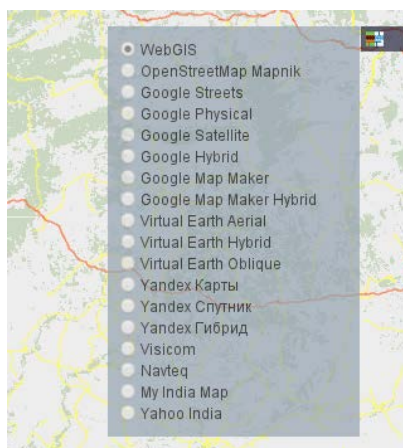 WebGIS
OpenStreetMap Mapnik
Google Streets
Google Physical
Google Satellite
Google Hybrid
Google Map Maker
Google Map Maker Hybrid
Virtual Earth Aerial
Virtual Earth Hybrid
Virtual Earth Oblique
Yandex Карты
Yandex Спутник
Yandex Гибрид
Visicom
Navteq
My India Map
Yahoo India